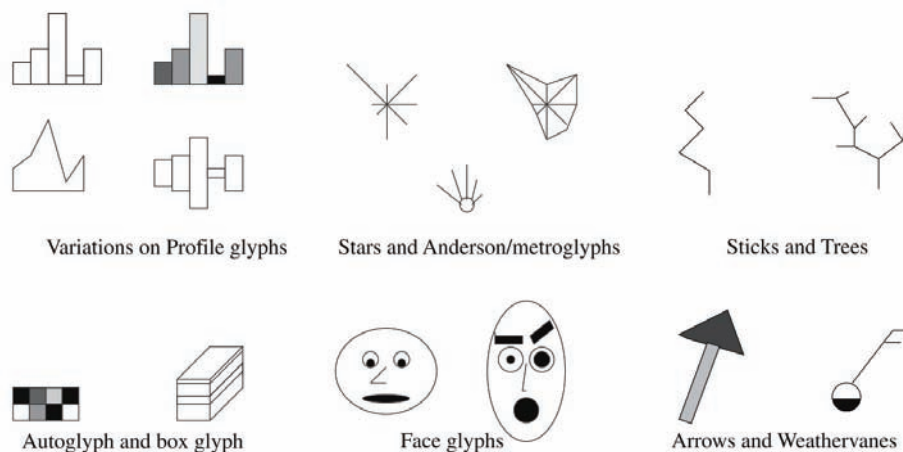 Variations on Profile glyphs
Stars and Anderson/metroglyphs
Sticks and Trees
Autoglyph and box glyph
Face glyphs
Arrows and Weathervanes